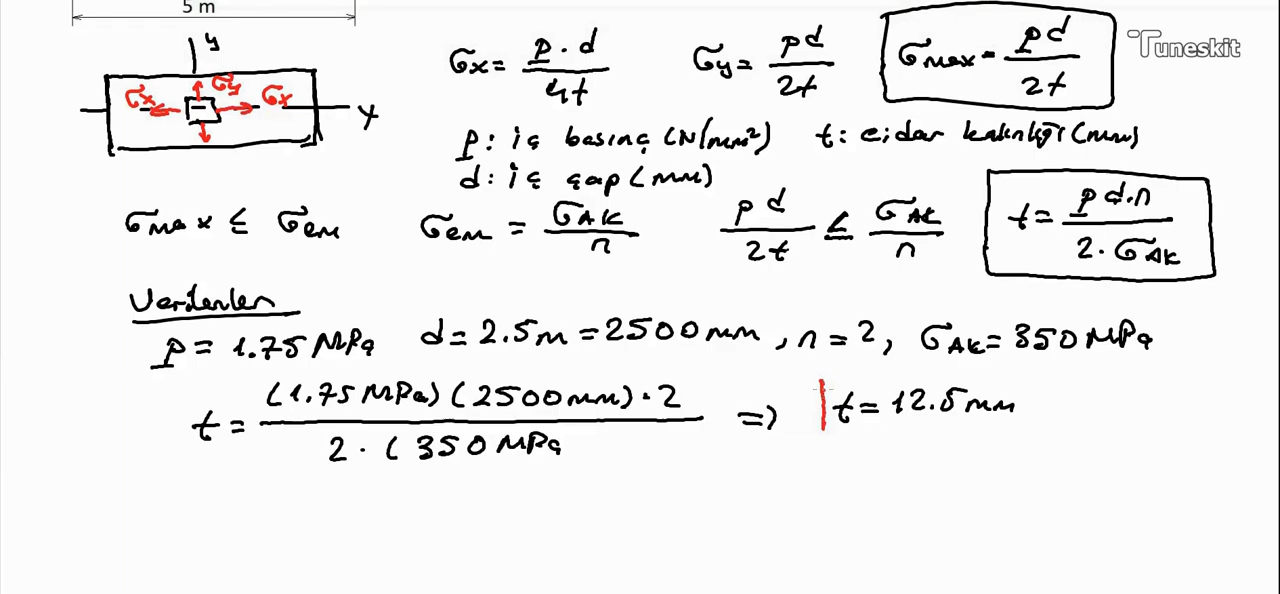 5 m
y
σx σy σx
x
σx = p · d / 4t   σy = pd / 2t   σmax = pd / 2t
Tuneskit
p: iç basınç (N/mm²)   t: cidar kalınlığı (mm)
d: iç çap (mm)
σmax ≤ σem   σem = σAK / n   pd / 2t ≤ σAK / n   t = p d · n / 2 · σAK
Verilenler
p = 1.75 MPa   d = 2.5m = 2500 mm, n = 2, σAK = 350 MPa
t = (1.75 MPa) (2500 mm) · 2 / 2 · (350 MPa   ⇒   t = 12.5 mm